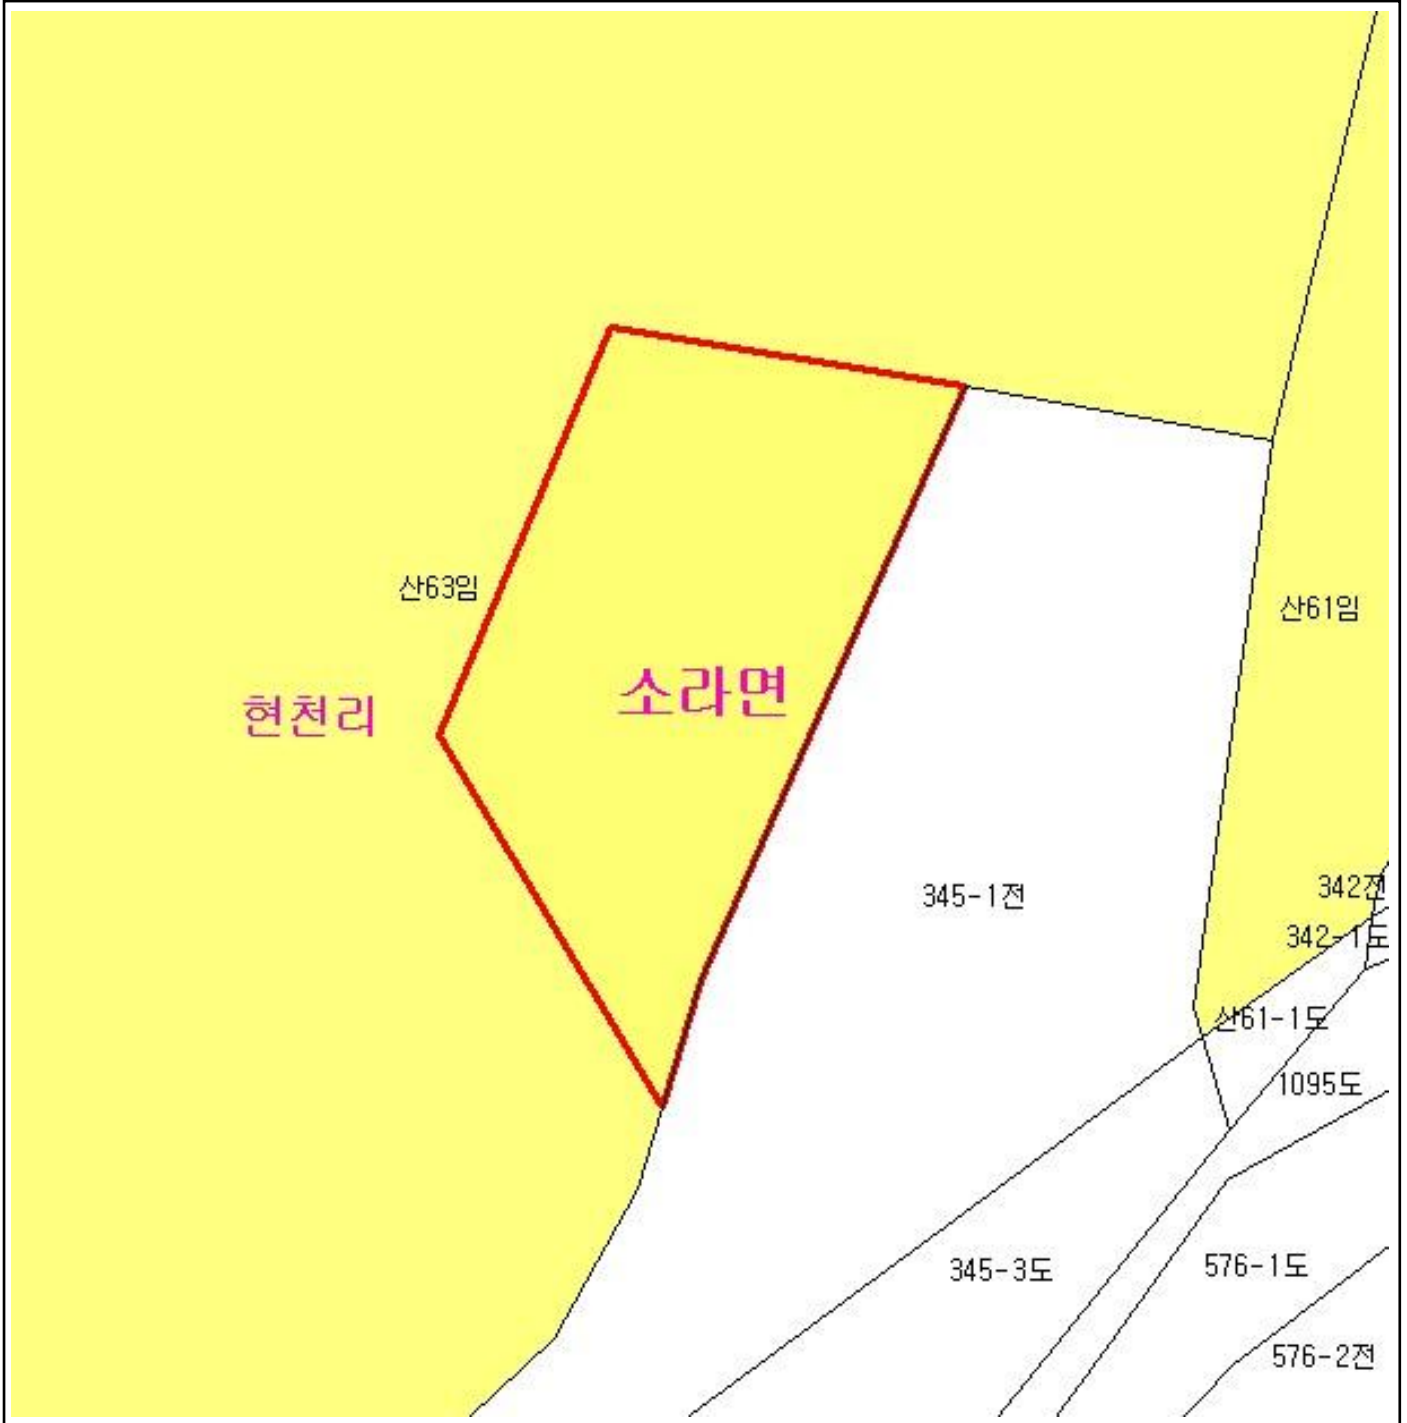 산63임
산61임
소라면
현천리
345-1전
342전
342-1도
산61-1도
1095도
345-3도
576-1도
576-2전